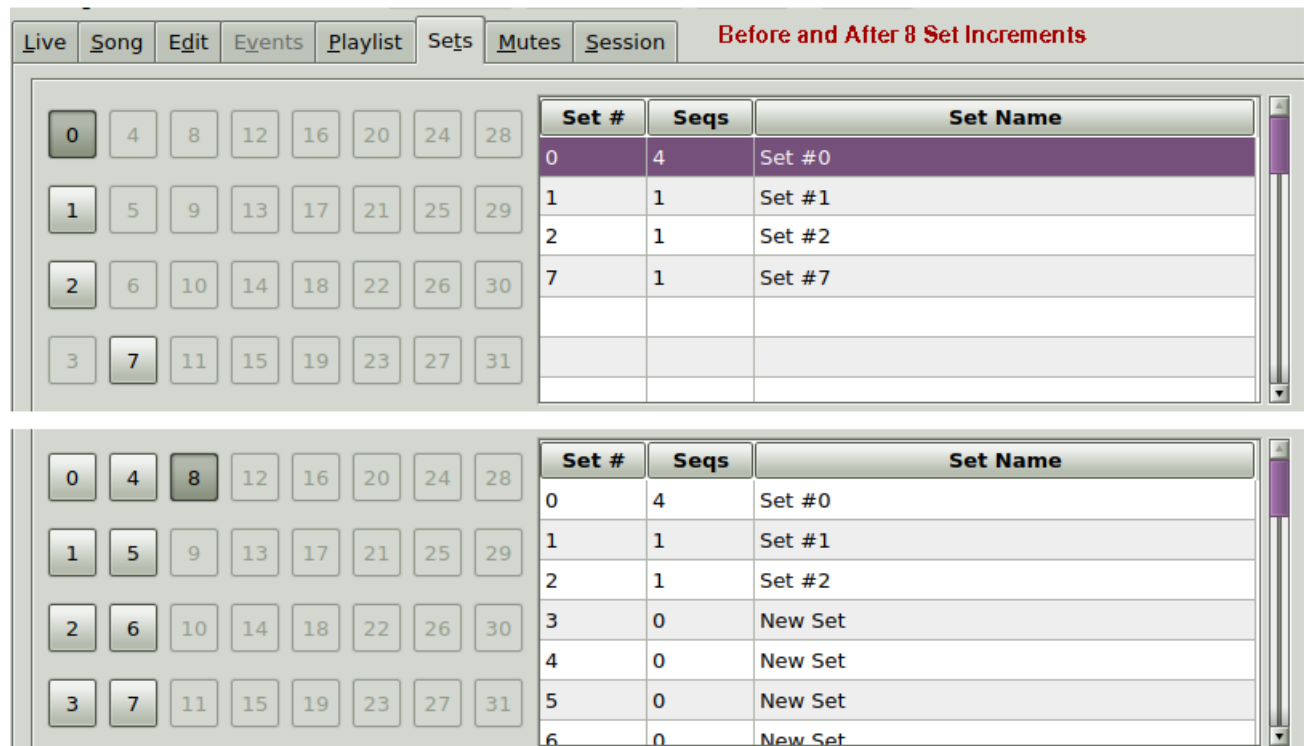 Live Song Edit Events Playlist Sets Mutes Session Before and After 8 Set Increments
Set # Seqs Set Name
0 4 8 12 16 20 24 28
0 4 Set #0
1 5 9 13 17 21 25 29
1 1 Set #1
2 1 Set #2
2 6 10 14 18 22 26 30
7 1 Set #7
3 7 11 15 19 23 27 31
Set # Seqs Set Name
0 4 8 12 16 20 24 28
0 4 Set #0
1 5 9 13 17 21 25 29
1 1 Set #1
2 1 Set #2
2 6 10 14 18 22 26 30
3 0 New Set
4 0 New Set
3 7 11 15 19 23 27 31
5 0 New Set
6 0 New Set